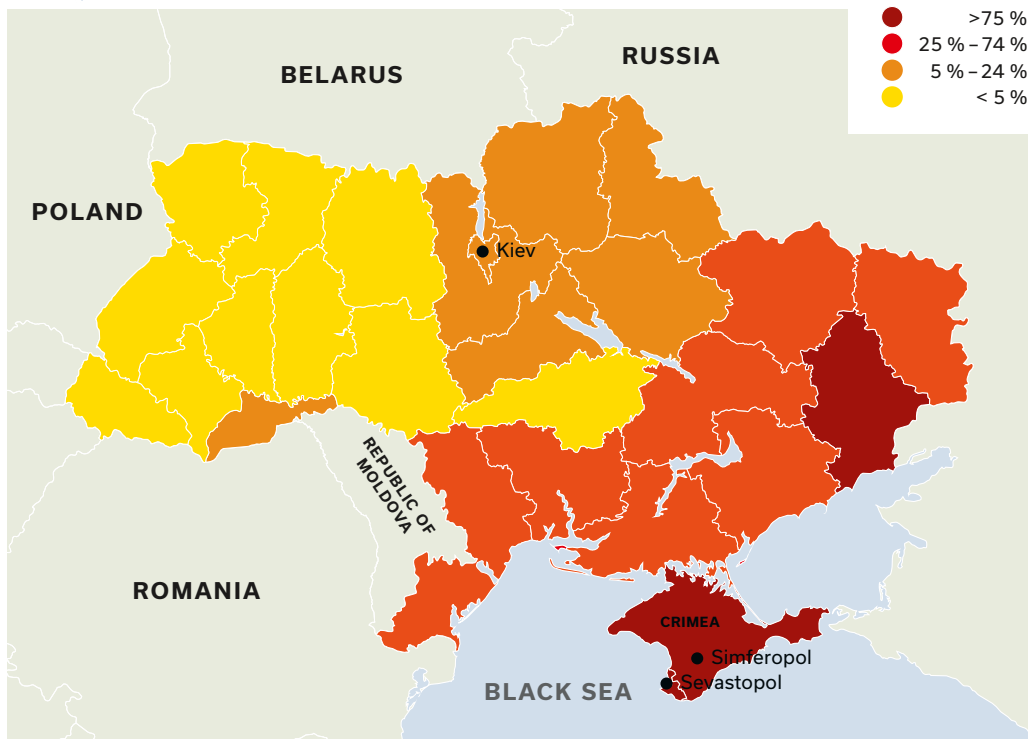 >75 %
25 % – 74 %
5 % – 24 %
< 5 %
BELARUS
RUSSIA
POLAND
Kiev
REPUBLIC OF
MOLDOVA
ROMANIA
CRIMEA
Simferopol
Sevastopol
BLACK SEA